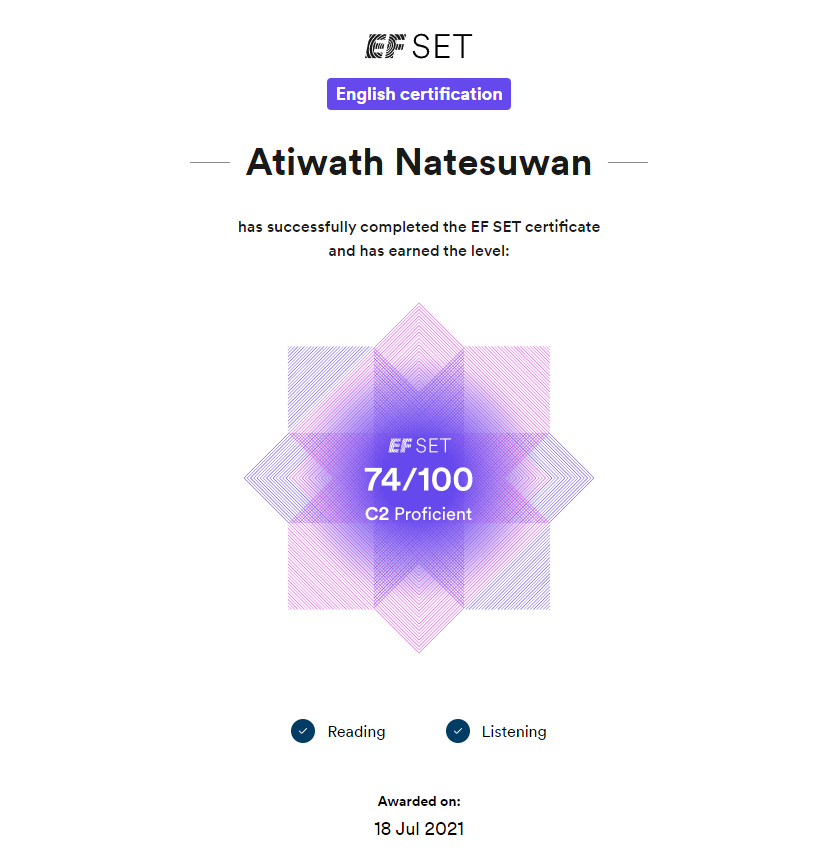 EF SET
English certification
Atiwath Natesuwan
has successfully completed the EF SET certificate
and has earned the level:
EF SET
74/100
C2 Proficient
Reading
Listening
Awarded on:
18 Jul 2021